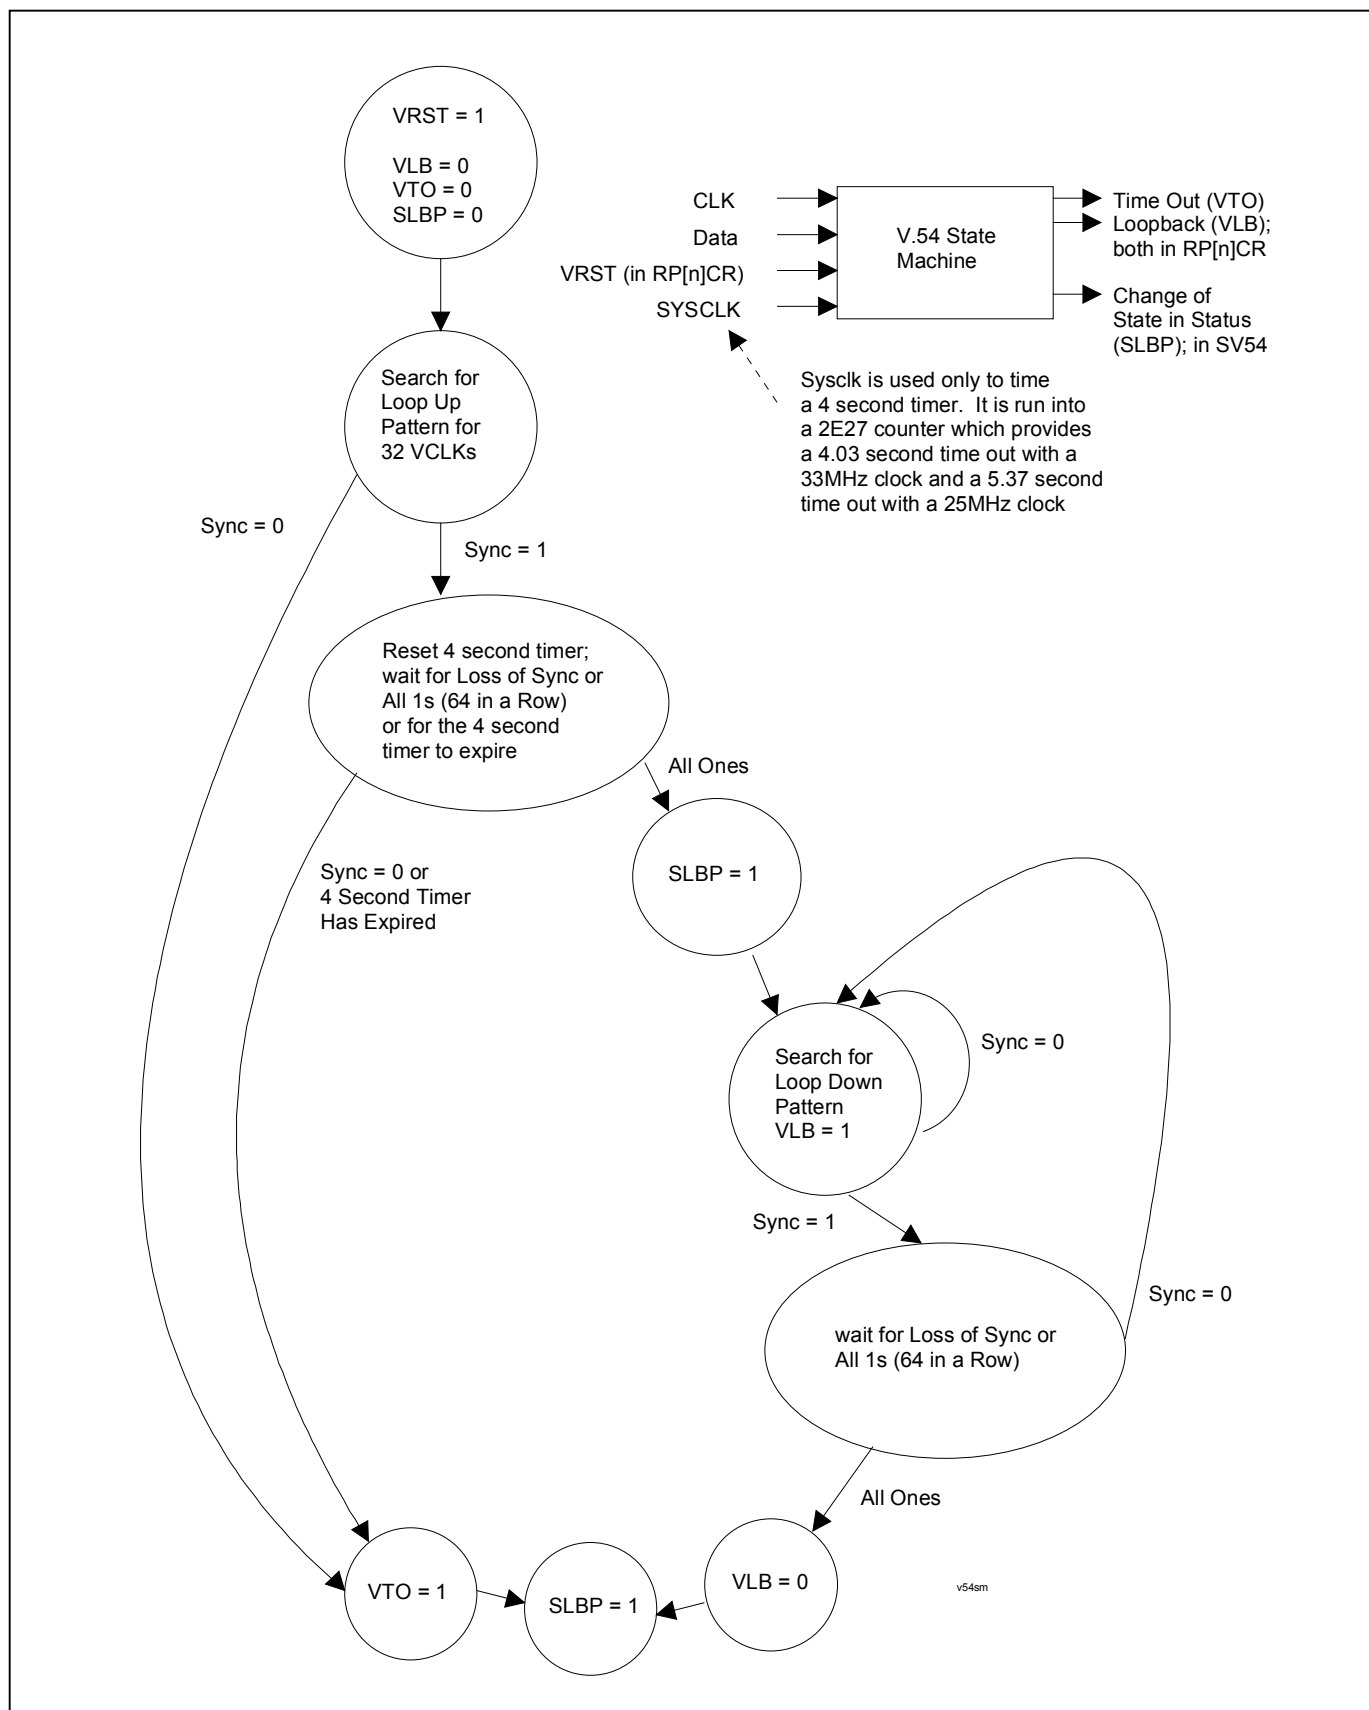 VRST = 1
VLB = 0
VTO = 0
SLBP = 0
CLK
Data
VRST (in RP[n]CR)
SYSCLK
V.54 State
Machine
Time Out (VTO)
Loopback (VLB);
both in RP[n]CR
Change of
State in Status
(SLBP); in SV54
Sysclk is used only to time
a 4 second timer. It is run into
a 2E27 counter which provides
a 4.03 second time out with a
33MHz clock and a 5.37 second
time out with a 25MHz clock
Search for
Loop Up
Pattern for
32 VCLKs
Sync = 0
Sync = 1
Reset 4 second timer;
wait for Loss of Sync or
All 1s (64 in a Row)
or for the 4 second
timer to expire
All Ones
Sync = 0 or
4 Second Timer
Has Expired
SLBP = 1
Search for
Loop Down
Pattern
VLB = 1
Sync = 0
Sync = 1
wait for Loss of Sync or
All 1s (64 in a Row)
Sync = 0
All Ones
VTO = 1
SLBP = 1
VLB = 0
v54sm